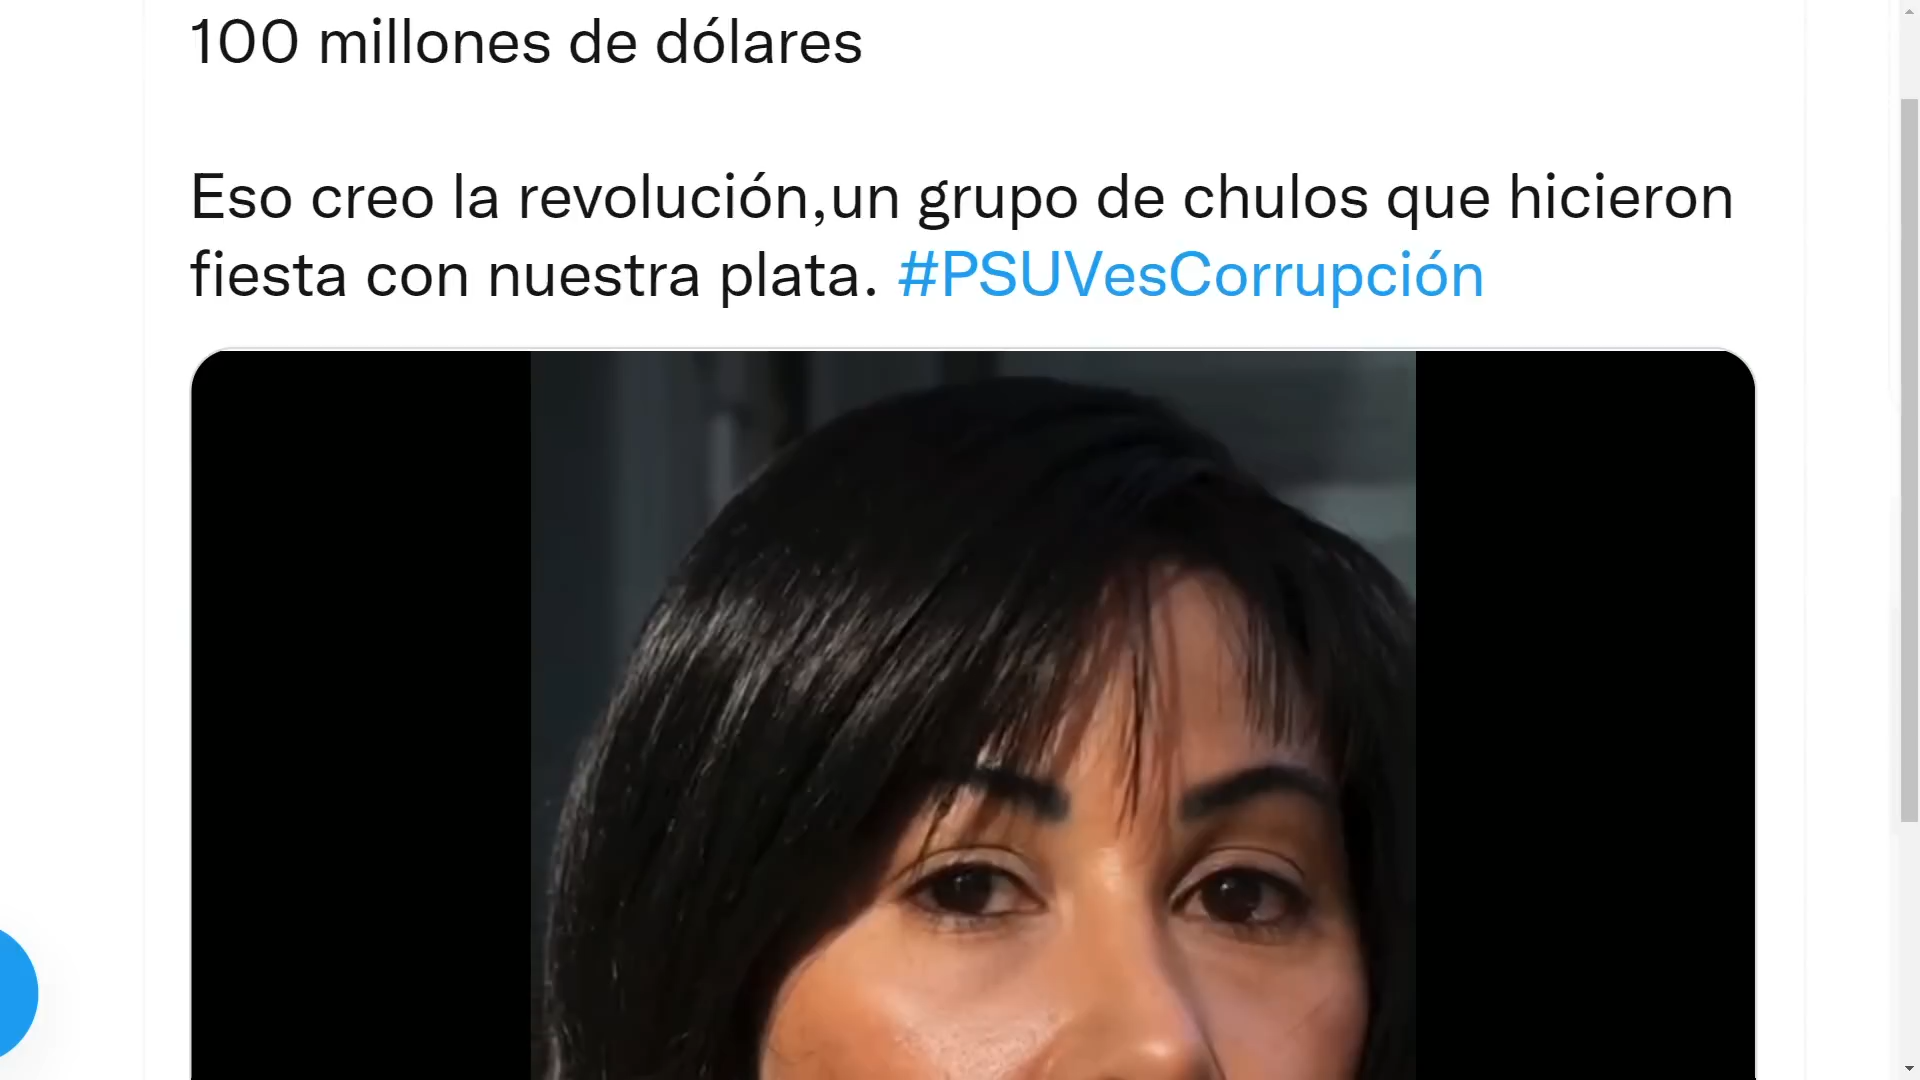 100 millones de dólares
Eso creo la revolución,un grupo de chulos que hicieron
fiesta con nuestra plata. #PSUVesCorrupción